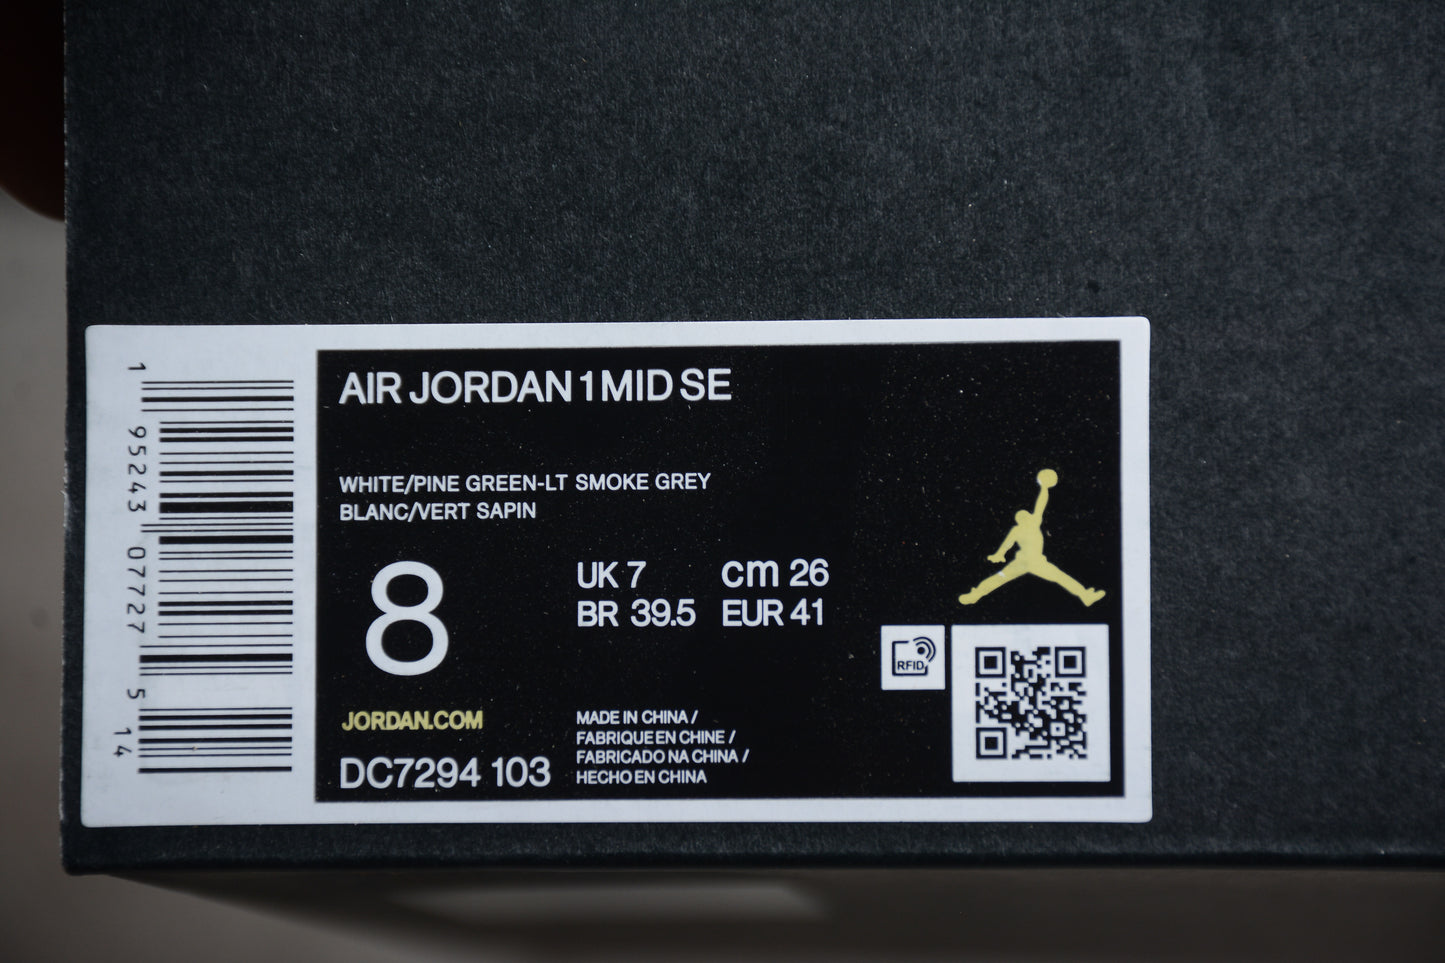 AIR JORDAN 1 MID SE
WHITE/PINE GREEN-LT SMOKE GREY
BLANC/VERT SAPIN
8
UK 7 cm 26
BR 39.5 EUR 41
RFID
JORDAN.COM
DC7294 103
MADE IN CHINA /
FABRIQUE EN CHINE /
FABRICADO NA CHINA /
HECHO EN CHINA
1 95243 07727 5 14